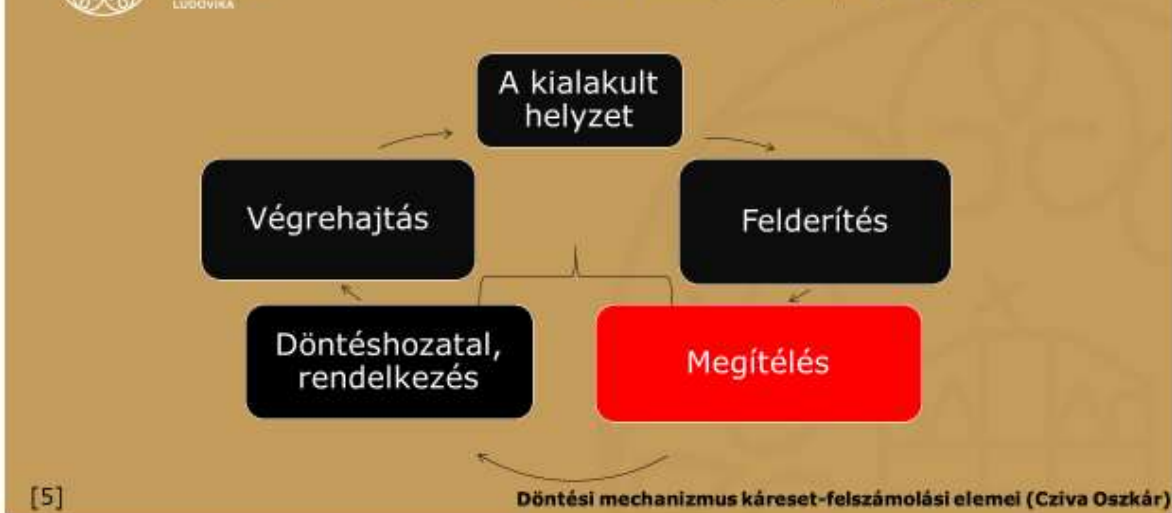 LUDOVIKA
A kialakult
helyzet
Végrehajtás
Felderítés
Döntéshozatal,
rendelkezés
Megítélés
[5]
Döntési mechanizmus káreset-felszámolási elemei (Cziva Oszkár)